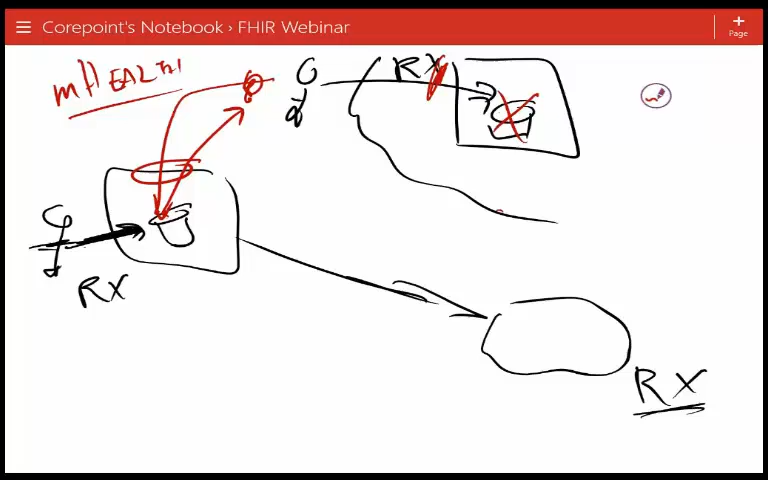 Corepoint's Notebook › FHIR Webinar
Page
mHEALTH
RX
RX
RX